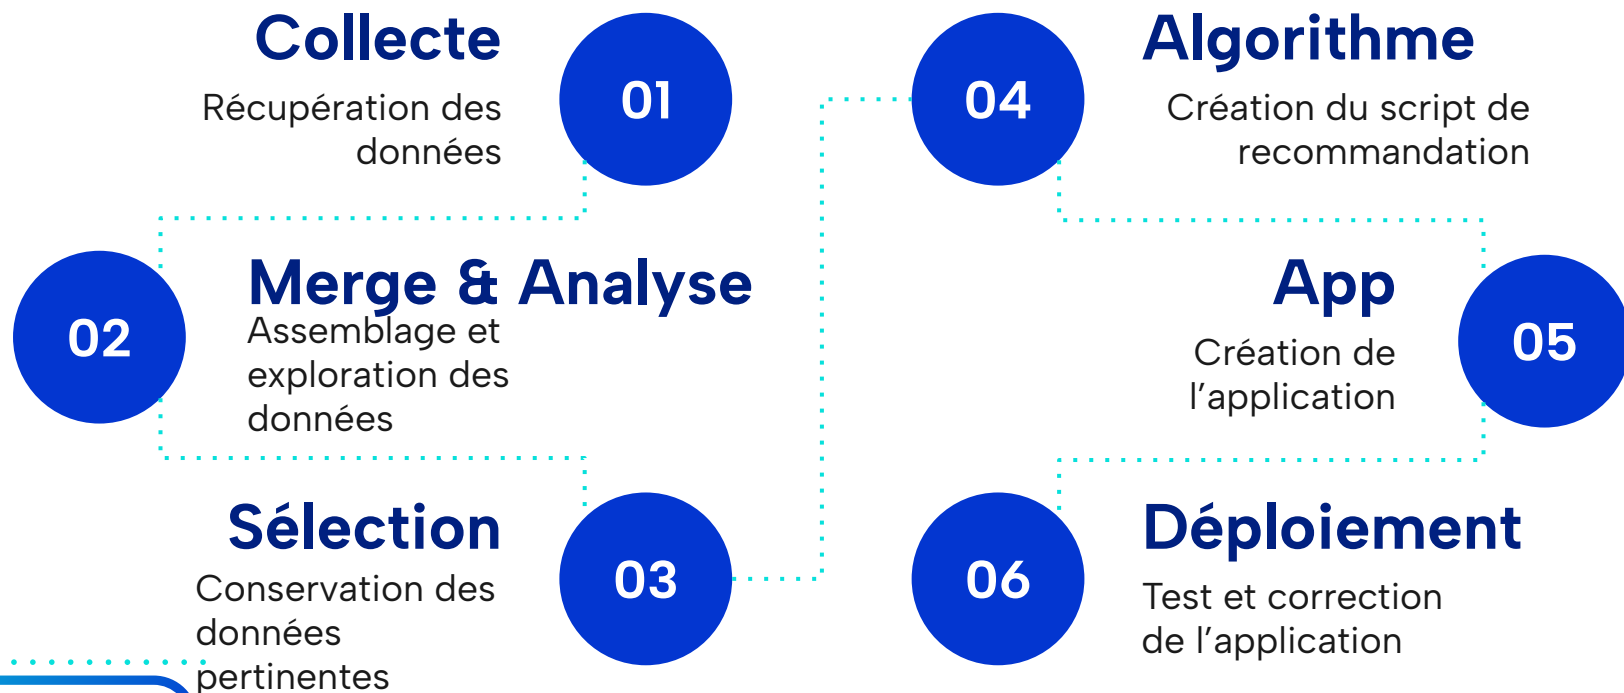 Collecte
Récupération des
données
01
02
Merge & Analyse
Assemblage et
exploration des
données
Sélection
Conservation des
données
pertinentes
03
04
Algorithme
Création du script de
recommandation
App
Création de
l’application
05
06
Déploiement
Test et correction
de l’application